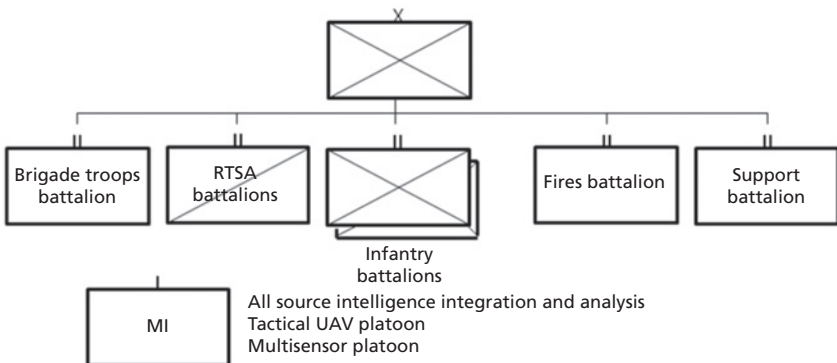 X
II II II II II
Brigade troops
battalion
RTSA
battalions
Fires battalion
Support
battalion
Infantry
battalions
I
MI
All source intelligence integration and analysis
Tactical UAV platoon
Multisensor platoon